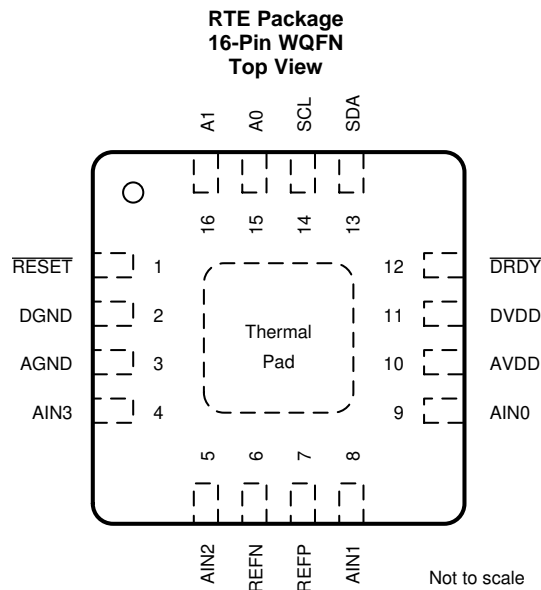 RTE Package
16-Pin WQFN
Top View
A1
A0
SCL
SDA
16
15
14
13
RESET 1
DGND 2
AGND 3
AIN3 4
12 DRDY
11 DVDD
10 AVDD
9 AIN0
Thermal
Pad
5
6
7
8
AIN2
REFN
REFP
AIN1
Not to scale